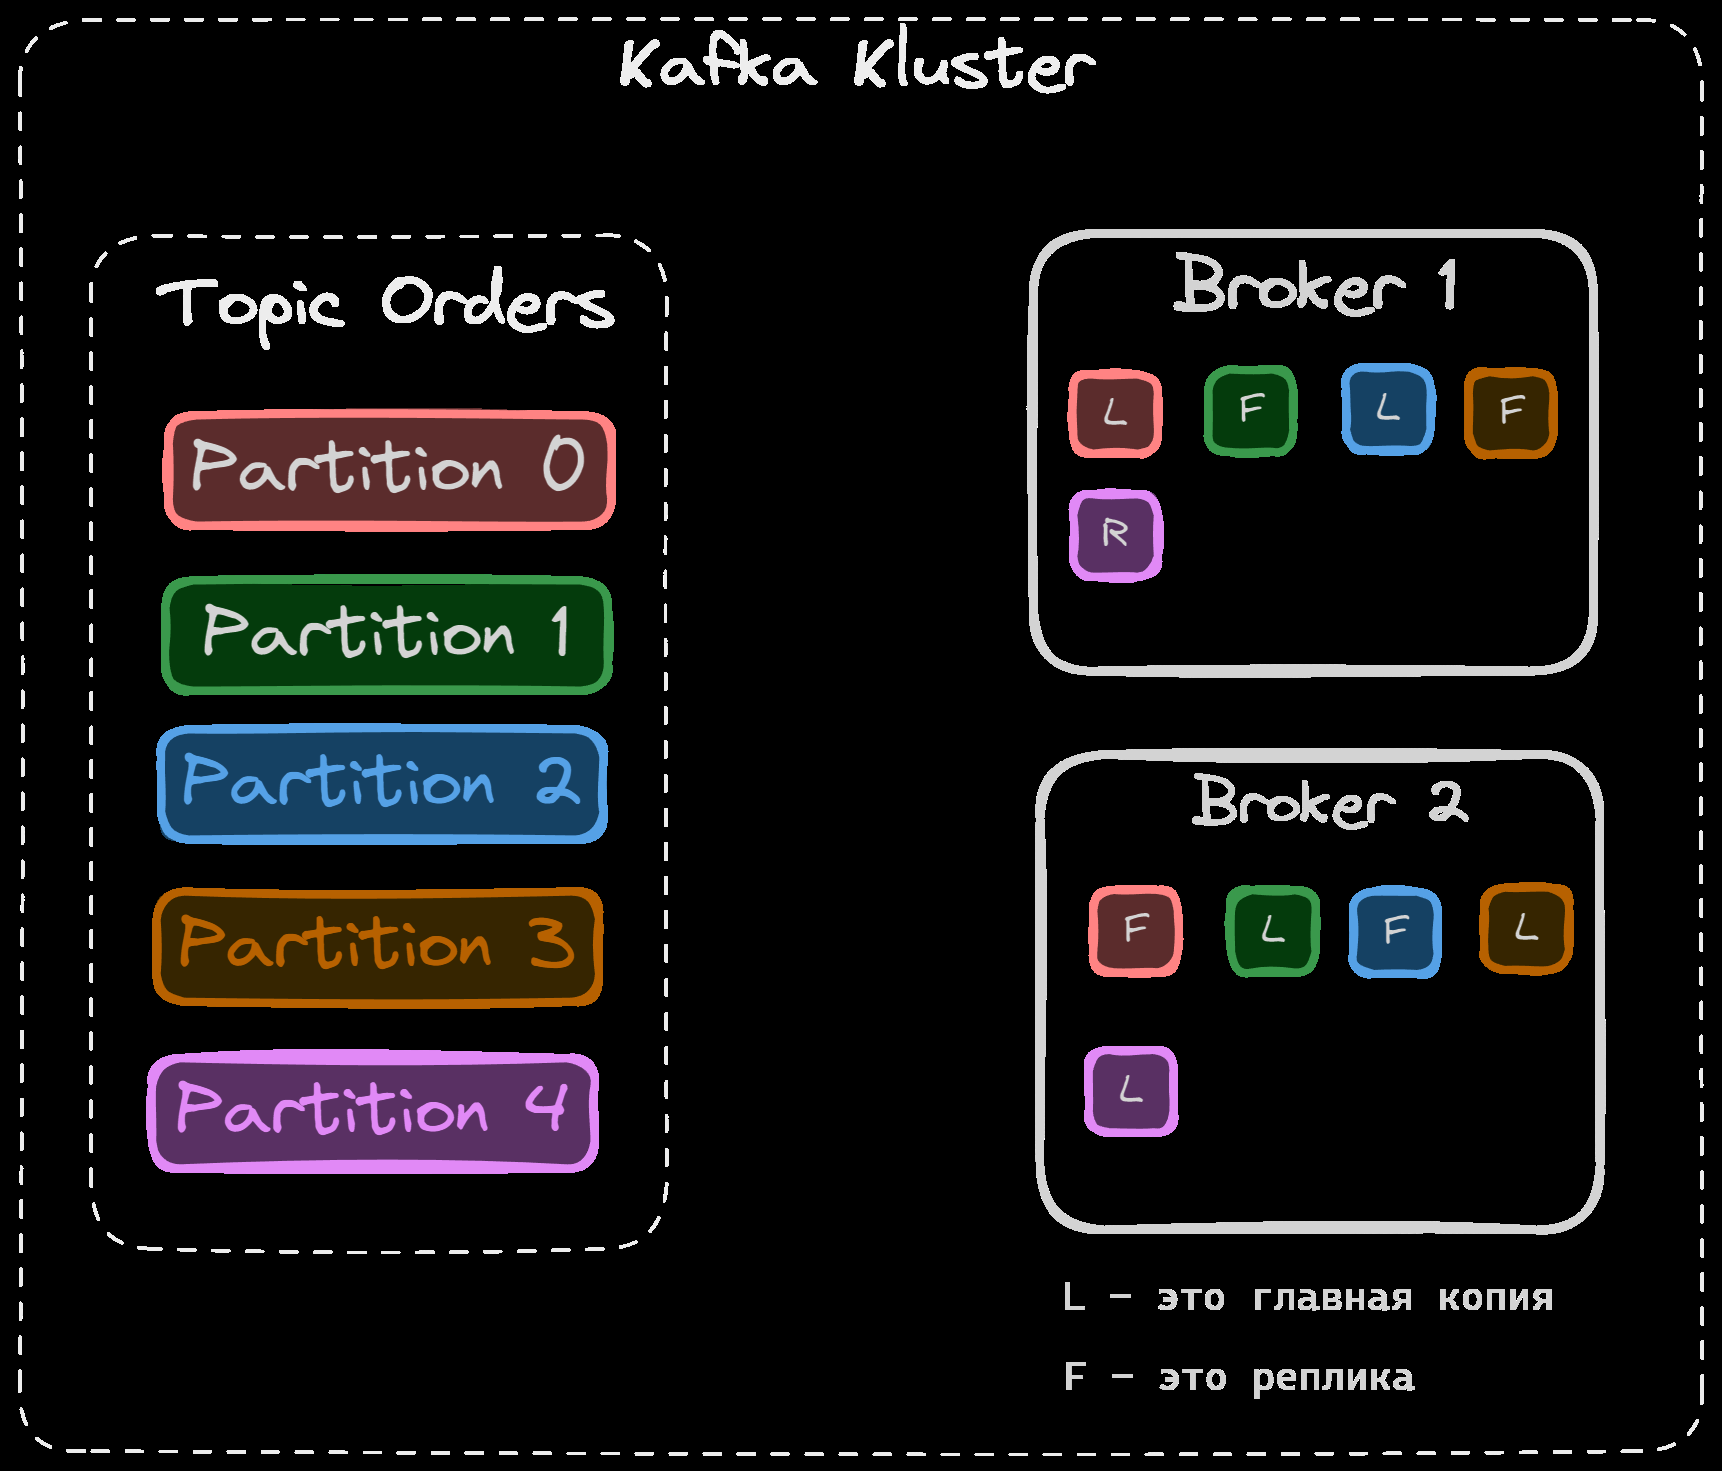 Kafka Kluster
Topic Orders
Partition 0
Partition 1
Partition 2
Partition 3
Partition 4
Broker 1
L F L F
R
Broker 2
F L F L
L
L – это главная копия
F – это реплика